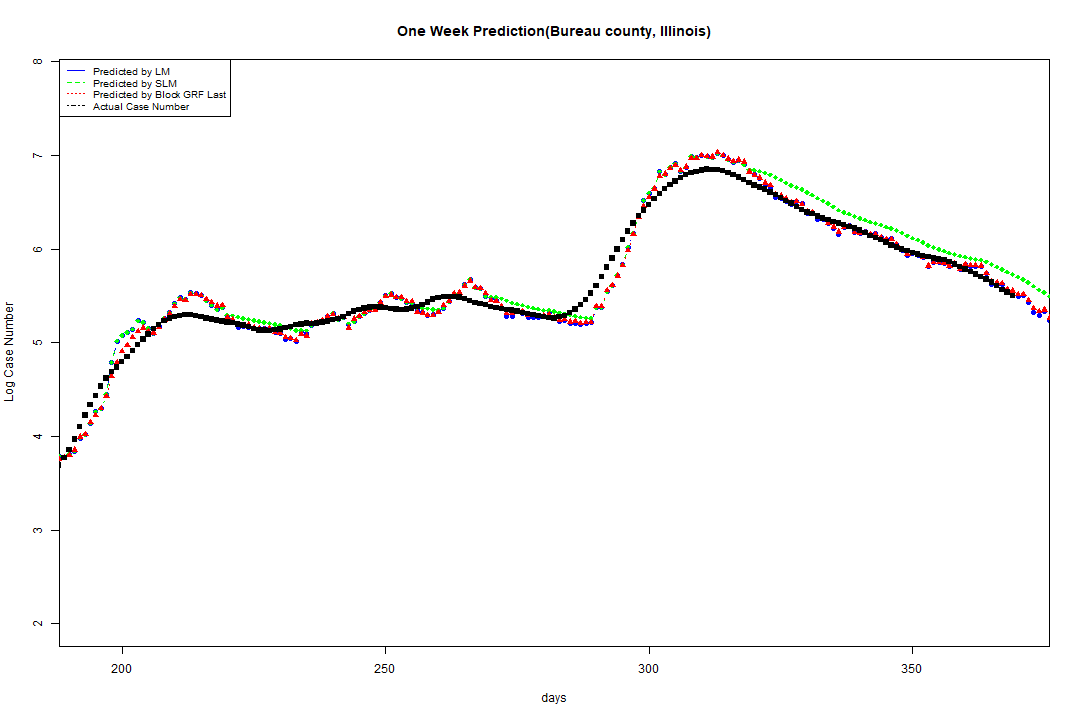 One Week Prediction(Bureau county, Illinois)
Predicted by LM
Predicted by SLM
Predicted by Block GRF Last
Actual Case Number
8
7
6
5
4
3
2
Log Case Number
200 250 300 350
days